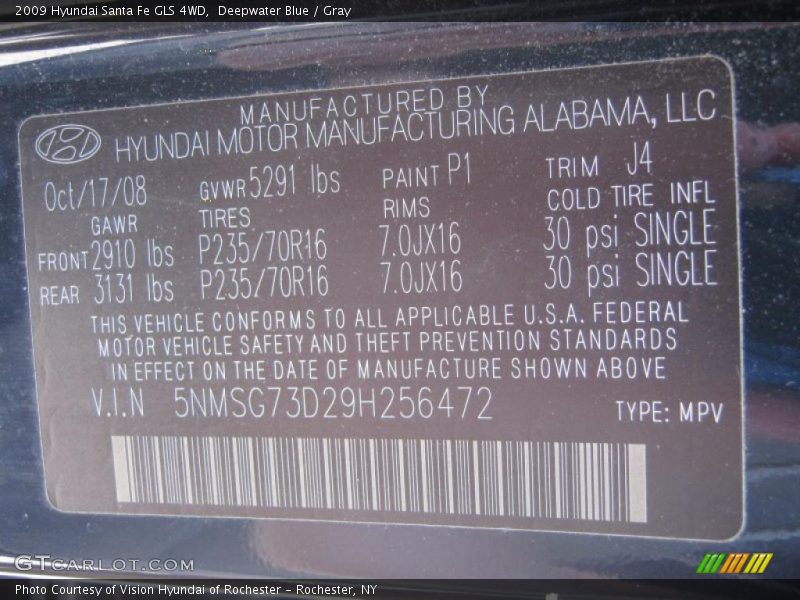 2009 Hyundai Santa Fe GLS 4WD, Deepwater Blue / Gray
MANUFACTURED BY
HYUNDAI MOTOR MANUFACTURING ALABAMA, LLC
Oct/17/08 GVWR 5291 lbs PAINT P1 TRIM J4
GAWR TIRES RIMS COLD TIRE INFL
FRONT 2910 lbs P235/70R16 7.0JX16 30 psi SINGLE
REAR 3131 lbs P235/70R16 7.0JX16 30 psi SINGLE
THIS VEHICLE CONFORMS TO ALL APPLICABLE U.S.A. FEDERAL
MOTOR VEHICLE SAFETY AND THEFT PREVENTION STANDARDS
IN EFFECT ON THE DATE OF MANUFACTURE SHOWN ABOVE
V.I.N 5NMSG73D29H256472 TYPE: MPV
GTCARLOT.COM
Photo Courtesy of Vision Hyundai of Rochester - Rochester, NY